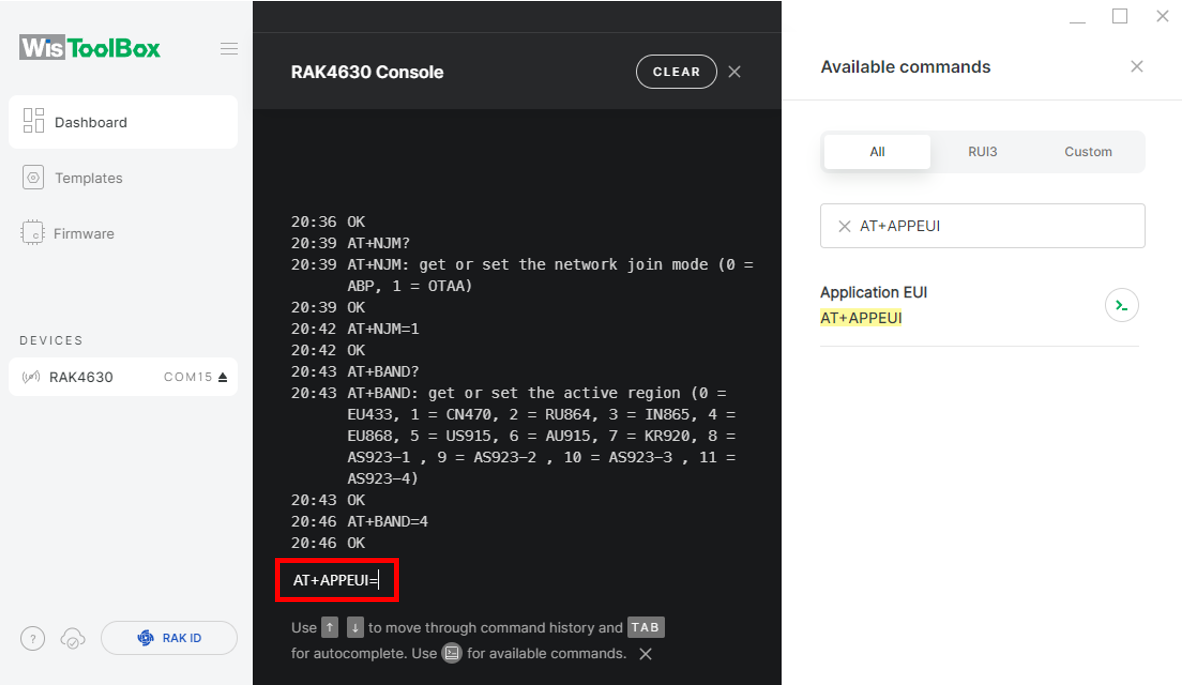 WisToolBox
Dashboard
Templates
Firmware
DEVICES
RAK4630 COM15
?
RAK ID
RAK4630 Console
CLEAR
20:36 OK
20:39 AT+NJM?
20:39 AT+NJM: get or set the network join mode (0 =
ABP, 1 = OTAA)
20:39 OK
20:42 AT+NJM=1
20:42 OK
20:43 AT+BAND?
20:43 AT+BAND: get or set the active region (0 =
EU433, 1 = CN470, 2 = RU864, 3 = IN865, 4 =
EU868, 5 = US915, 6 = AU915, 7 = KR920, 8 =
AS923-1 , 9 = AS923-2 , 10 = AS923-3 , 11 =
AS923-4)
20:43 OK
20:46 AT+BAND=4
20:46 OK
AT+APPEUI=
Use ↑ ↓ to move through command history and TAB
for autocomplete. Use for available commands.
Available commands
All RUI3 Custom
AT+APPEUI
Application EUI
AT+APPEUI